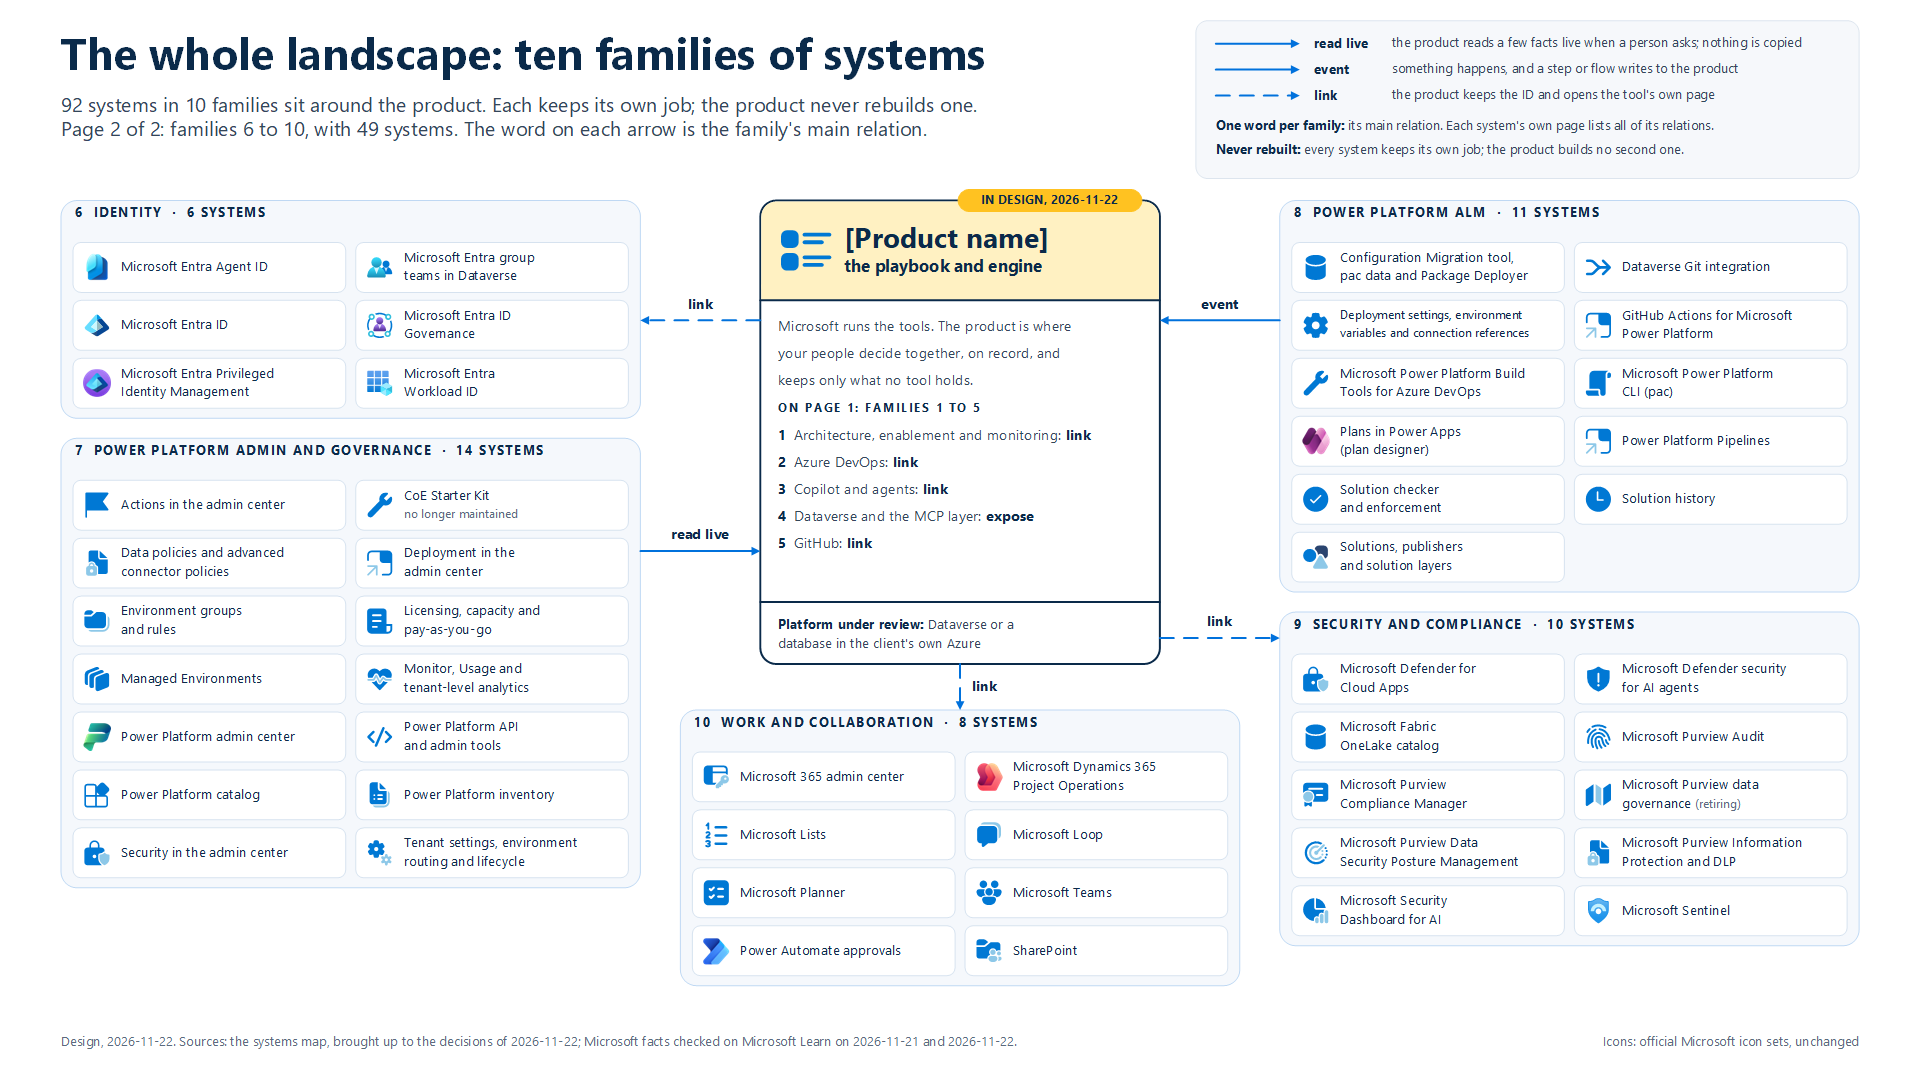 The whole landscape: ten families of systems
92 systems in 10 families sit around the product. Each keeps its own job; the product never rebuilds one.
Page 2 of 2: families 6 to 10, with 49 systems. The word on each arrow is the family's main relation.
read live the product reads a few facts live when a person asks; nothing is copied
event something happens, and a step or flow writes to the product
link the product keeps the ID and opens the tool's own page
One word per family: its main relation. Each system's own page lists all of its relations.
Never rebuilt: every system keeps its own job; the product builds no second one.
6 IDENTITY · 6 SYSTEMS
Microsoft Entra Agent ID
Microsoft Entra group
teams in Dataverse
Microsoft Entra ID
Microsoft Entra ID
Governance
Microsoft Entra Privileged
Identity Management
Microsoft Entra
Workload ID
7 POWER PLATFORM ADMIN AND GOVERNANCE · 14 SYSTEMS
Actions in the admin center
CoE Starter Kit
no longer maintained
Data policies and advanced
connector policies
Deployment in the
admin center
Environment groups
and rules
Licensing, capacity and
pay-as-you-go
Managed Environments
Monitor, Usage and
tenant-level analytics
Power Platform admin center
Power Platform API
and admin tools
Power Platform catalog
Power Platform inventory
Security in the admin center
Tenant settings, environment
routing and lifecycle
link
read live
IN DESIGN, 2026-11-22
[Product name]
the playbook and engine
Microsoft runs the tools. The product is where
your people decide together, on record, and
keeps only what no tool holds.
ON PAGE 1: FAMILIES 1 TO 5
1 Architecture, enablement and monitoring: link
2 Azure DevOps: link
3 Copilot and agents: link
4 Dataverse and the MCP layer: expose
5 GitHub: link
Platform under review: Dataverse or a
database in the client's own Azure
link
10 WORK AND COLLABORATION · 8 SYSTEMS
Microsoft 365 admin center
Microsoft Dynamics 365
Project Operations
Microsoft Lists
Microsoft Loop
Microsoft Planner
Microsoft Teams
Power Automate approvals
SharePoint
event
link
8 POWER PLATFORM ALM · 11 SYSTEMS
Configuration Migration tool,
pac data and Package Deployer
Dataverse Git integration
Deployment settings, environment
variables and connection references
GitHub Actions for Microsoft
Power Platform
Microsoft Power Platform Build
Tools for Azure DevOps
Microsoft Power Platform
CLI (pac)
Plans in Power Apps
(plan designer)
Power Platform Pipelines
Solution checker
and enforcement
Solution history
Solutions, publishers
and solution layers
9 SECURITY AND COMPLIANCE · 10 SYSTEMS
Microsoft Defender for
Cloud Apps
Microsoft Defender security
for AI agents
Microsoft Fabric
OneLake catalog
Microsoft Purview Audit
Microsoft Purview
Compliance Manager
Microsoft Purview data
governance (retiring)
Microsoft Purview Data
Security Posture Management
Microsoft Purview Information
Protection and DLP
Microsoft Security
Dashboard for AI
Microsoft Sentinel
Design, 2026-11-22. Sources: the systems map, brought up to the decisions of 2026-11-22; Microsoft facts checked on Microsoft Learn on 2026-11-21 and 2026-11-22.
Icons: official Microsoft icon sets, unchanged